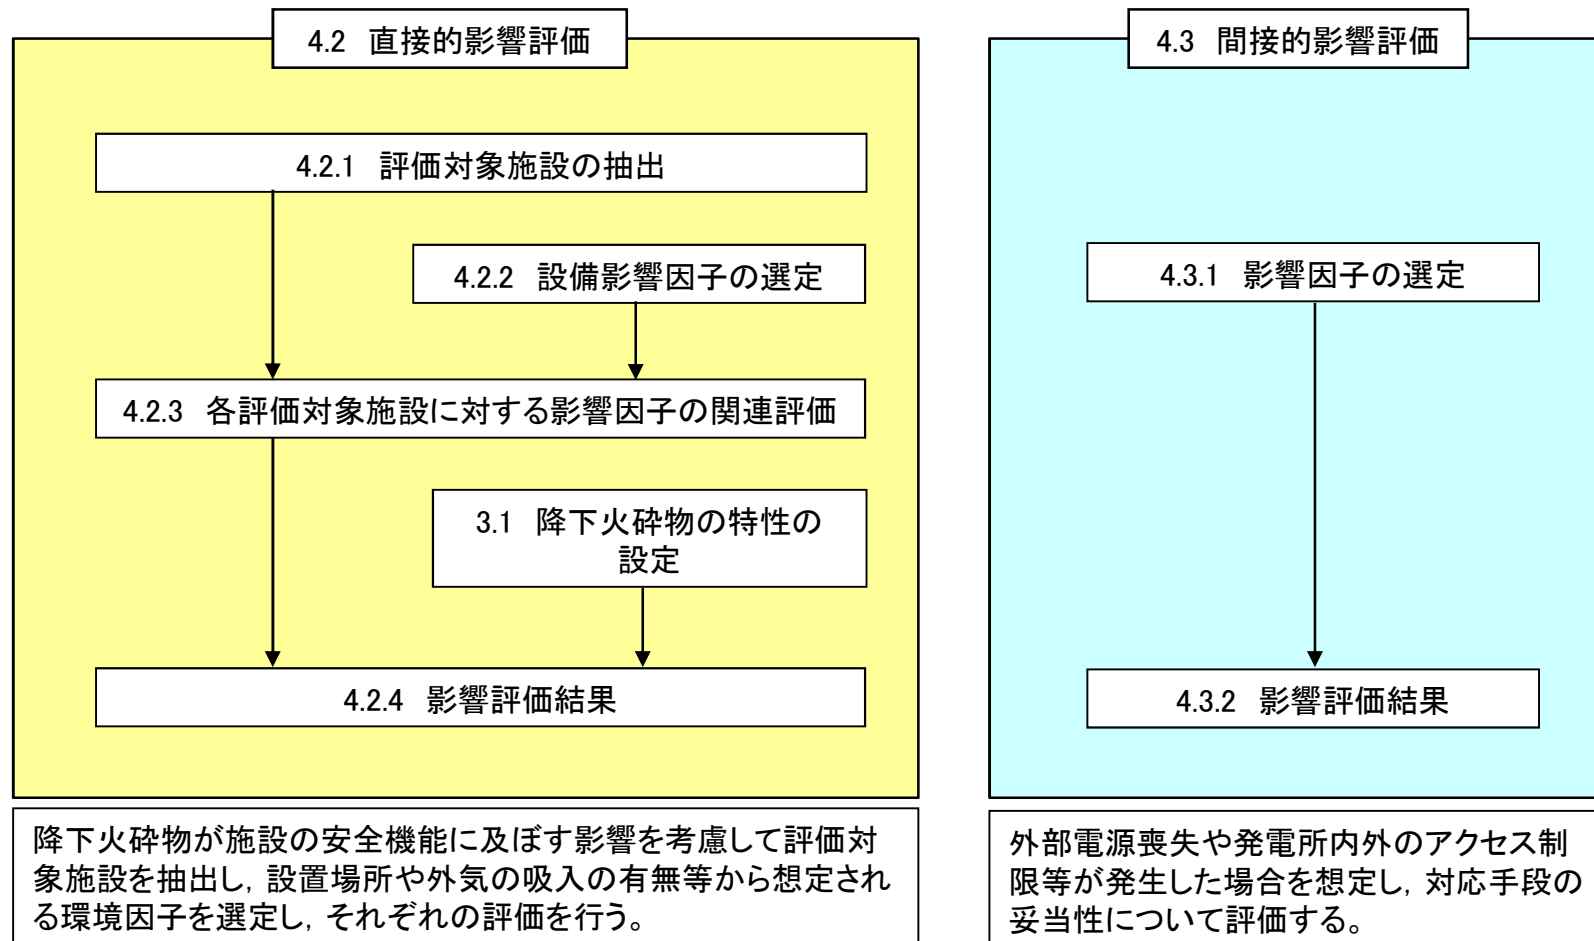 4.2 直接的影響評価
4.2.1 評価対象施設の抽出
4.2.2 設備影響因子の選定
4.2.3 各評価対象施設に対する影響因子の関連評価
3.1 降下火砕物の特性の
設定
4.2.4 影響評価結果
降下火砕物が施設の安全機能に及ぼす影響を考慮して評価対
象施設を抽出し，設置場所や外気の吸入の有無等から想定され
る環境因子を選定し，それぞれの評価を行う。
4.3 間接的影響評価
4.3.1 影響因子の選定
4.3.2 影響評価結果
外部電源喪失や発電所内外のアクセス制
限等が発生した場合を想定し，対応手段の
妥当性について評価する。